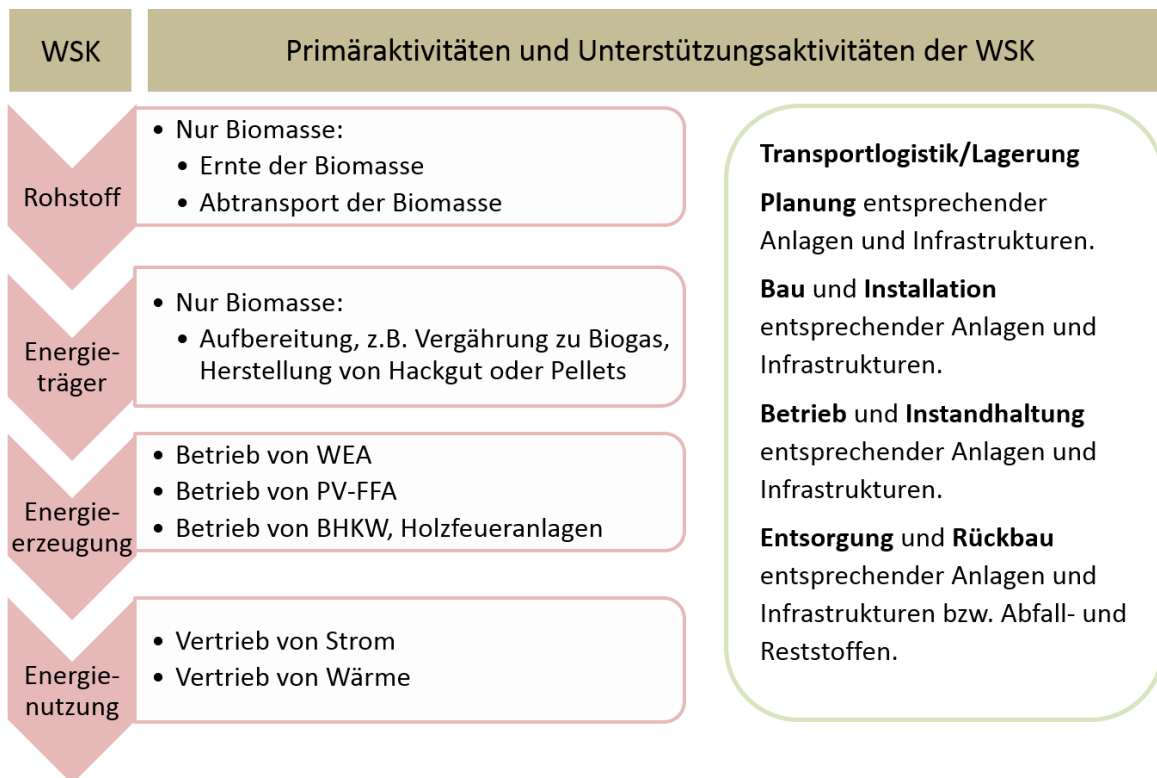 WSK
Primäraktivitäten und Unterstützungsaktivitäten der WSK
Rohstoff
• Nur Biomasse:
• Ernte der Biomasse
• Abtransport der Biomasse
Energie-
träger
• Nur Biomasse:
• Aufbereitung, z.B. Vergährung zu Biogas,
Herstellung von Hackgut oder Pellets
Energie-
erzeugung
• Betrieb von WEA
• Betrieb von PV-FFA
• Betrieb von BHKW, Holzfeueranlagen
Energie-
nutzung
• Vertrieb von Strom
• Vertrieb von Wärme
Transportlogistik/Lagerung
Planung entsprechender
Anlagen und Infrastrukturen.
Bau und Installation
entsprechender Anlagen und
Infrastrukturen.
Betrieb und Instandhaltung
entsprechender Anlagen und
Infrastrukturen.
Entsorgung und Rückbau
entsprechender Anlagen und
Infrastrukturen bzw. Abfall- und
Reststoffen.